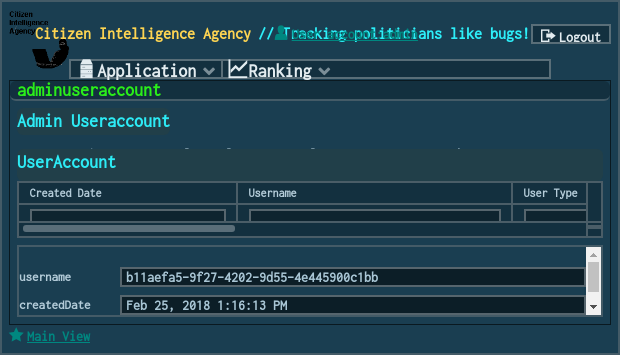 Citizen
Intelligence
Agency
Citizen Intelligence Agency // Tracking politicians like bugs!
Logout
Application
Ranking
adminuseraccount
Admin Useraccount
UserAccount
Created Date
Username
User Type
username
b11aefa5-9f27-4202-9d55-4e445900c1bb
createdDate
Feb 25, 2018 1:16:13 PM
Main View